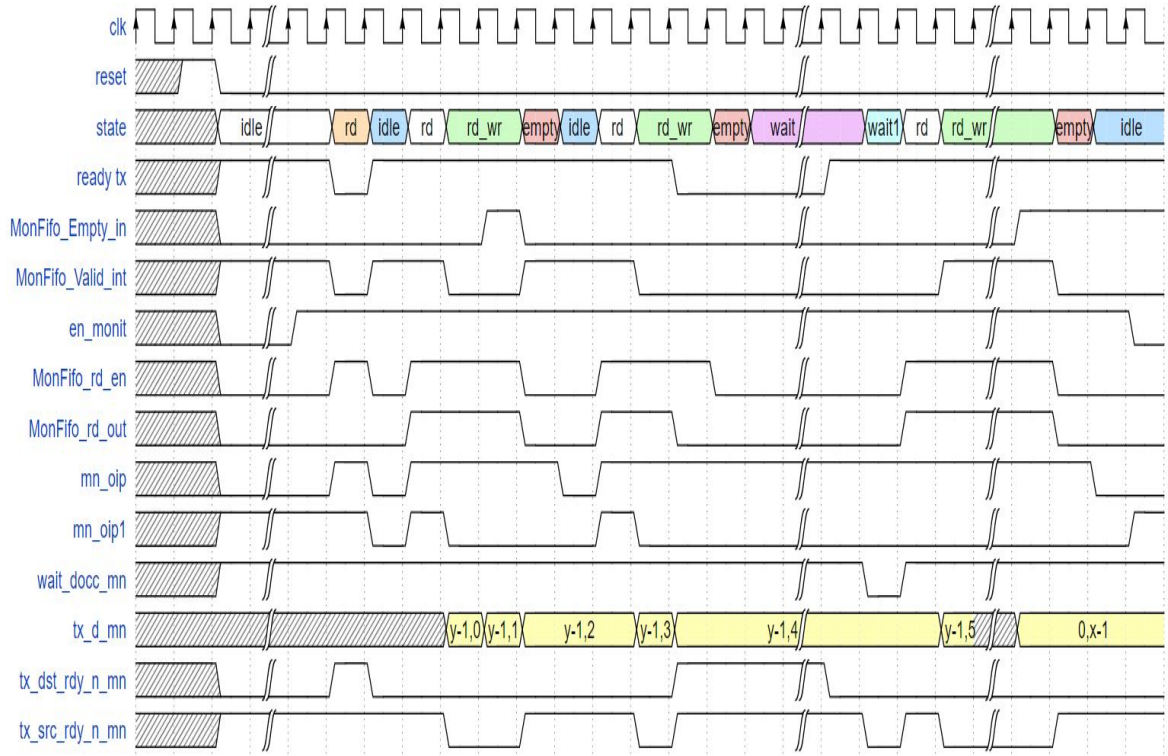 clk
reset
state idle rd idle rd rd_wr empty idle rd rd_wr empty wait wait1 rd rd_wr empty idle
ready tx
MonFifo_Empty_in
MonFifo_Valid_int
en_monit
MonFifo_rd_en
MonFifo_rd_out
mn_oip
mn_oip1
wait_docc_mn
tx_d_mn y-1,0 y-1,1 y-1,2 y-1,3 y-1,4 y-1,5 0,x-1
tx_dst_rdy_n_mn
tx_src_rdy_n_mn